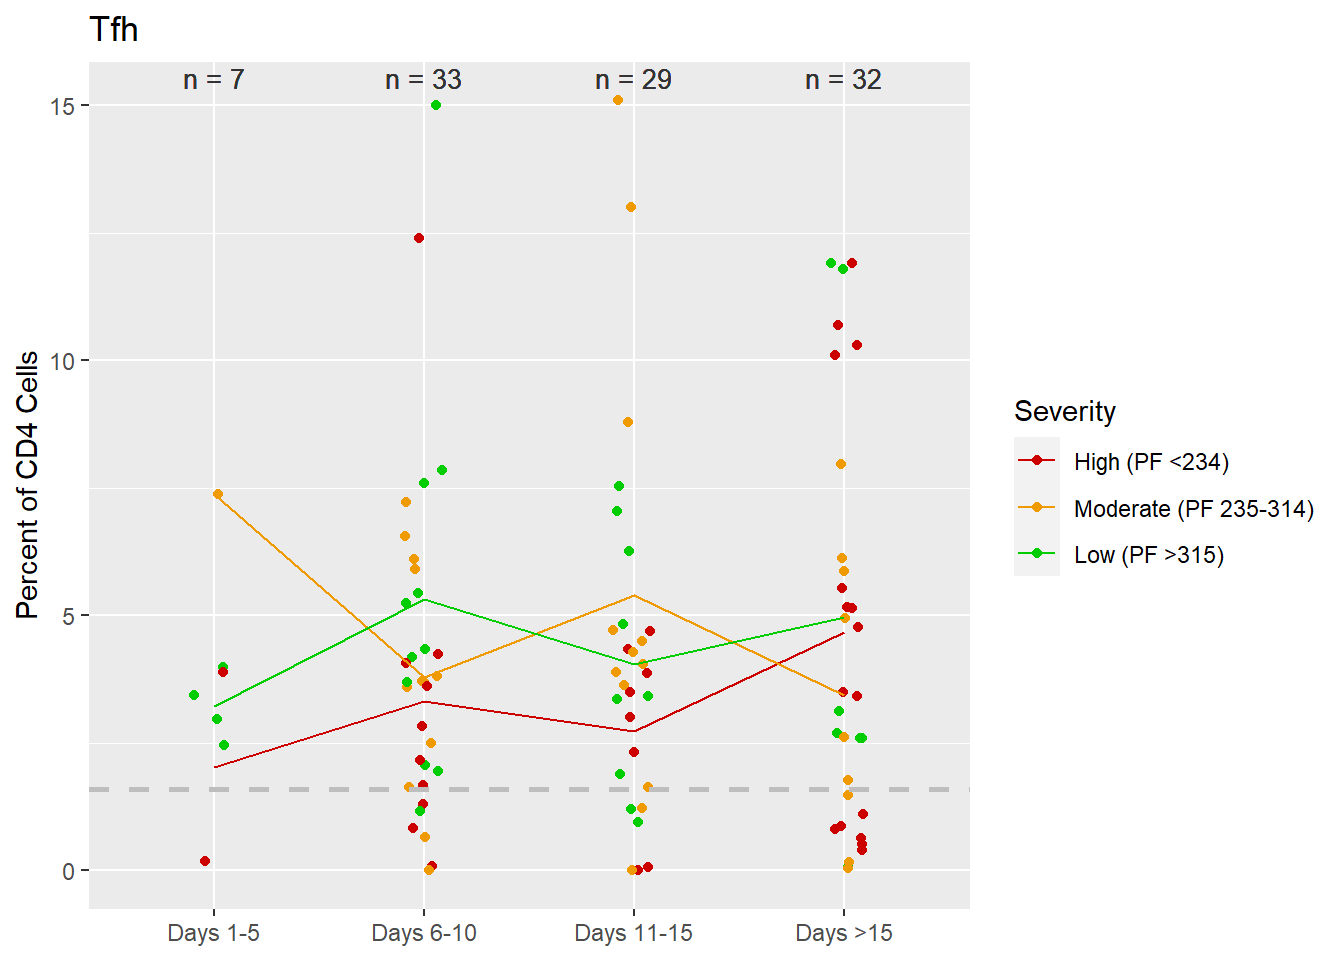 Tfh
n = 7 n = 33 n = 29 n = 32
15
10
5
0
Percent of CD4 Cells
Days 1-5 Days 6-10 Days 11-15 Days >15
Severity
High (PF <234)
Moderate (PF 235-314)
Low (PF >315)